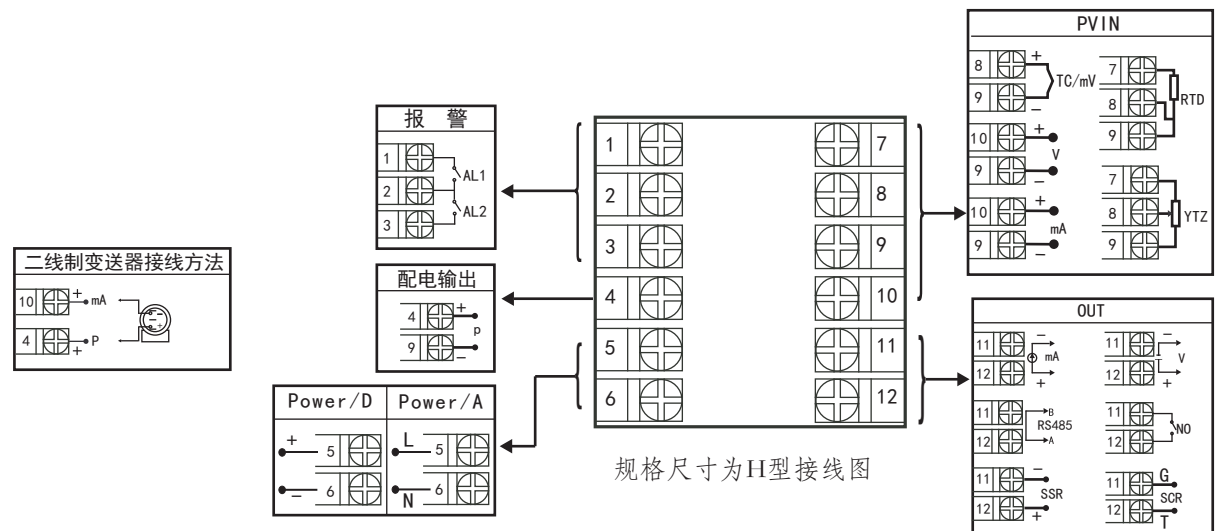 二线制变送器接线方法
10 + mA
4 + P
报 警
1
2 AL1
3 AL2
配电输出
4 +
p
9 −
Power/D Power/A
+ 5 L 5
− 6 N 6
1 7
2 8
3 9
4 10
5 11
6 12
规格尺寸为H型接线图
PVIN
8 +
TC/mV
9 −
10 +
V
9 −
10 +
mA
9 −
7
8 RTD
9
7
8 YTZ
9
OUT
11 −
mA
12 +
11 −
V
12 +
11 B
RS485
12 A
11
NO
12
11 −
SSR
12 +
11 G
SCR
12 T